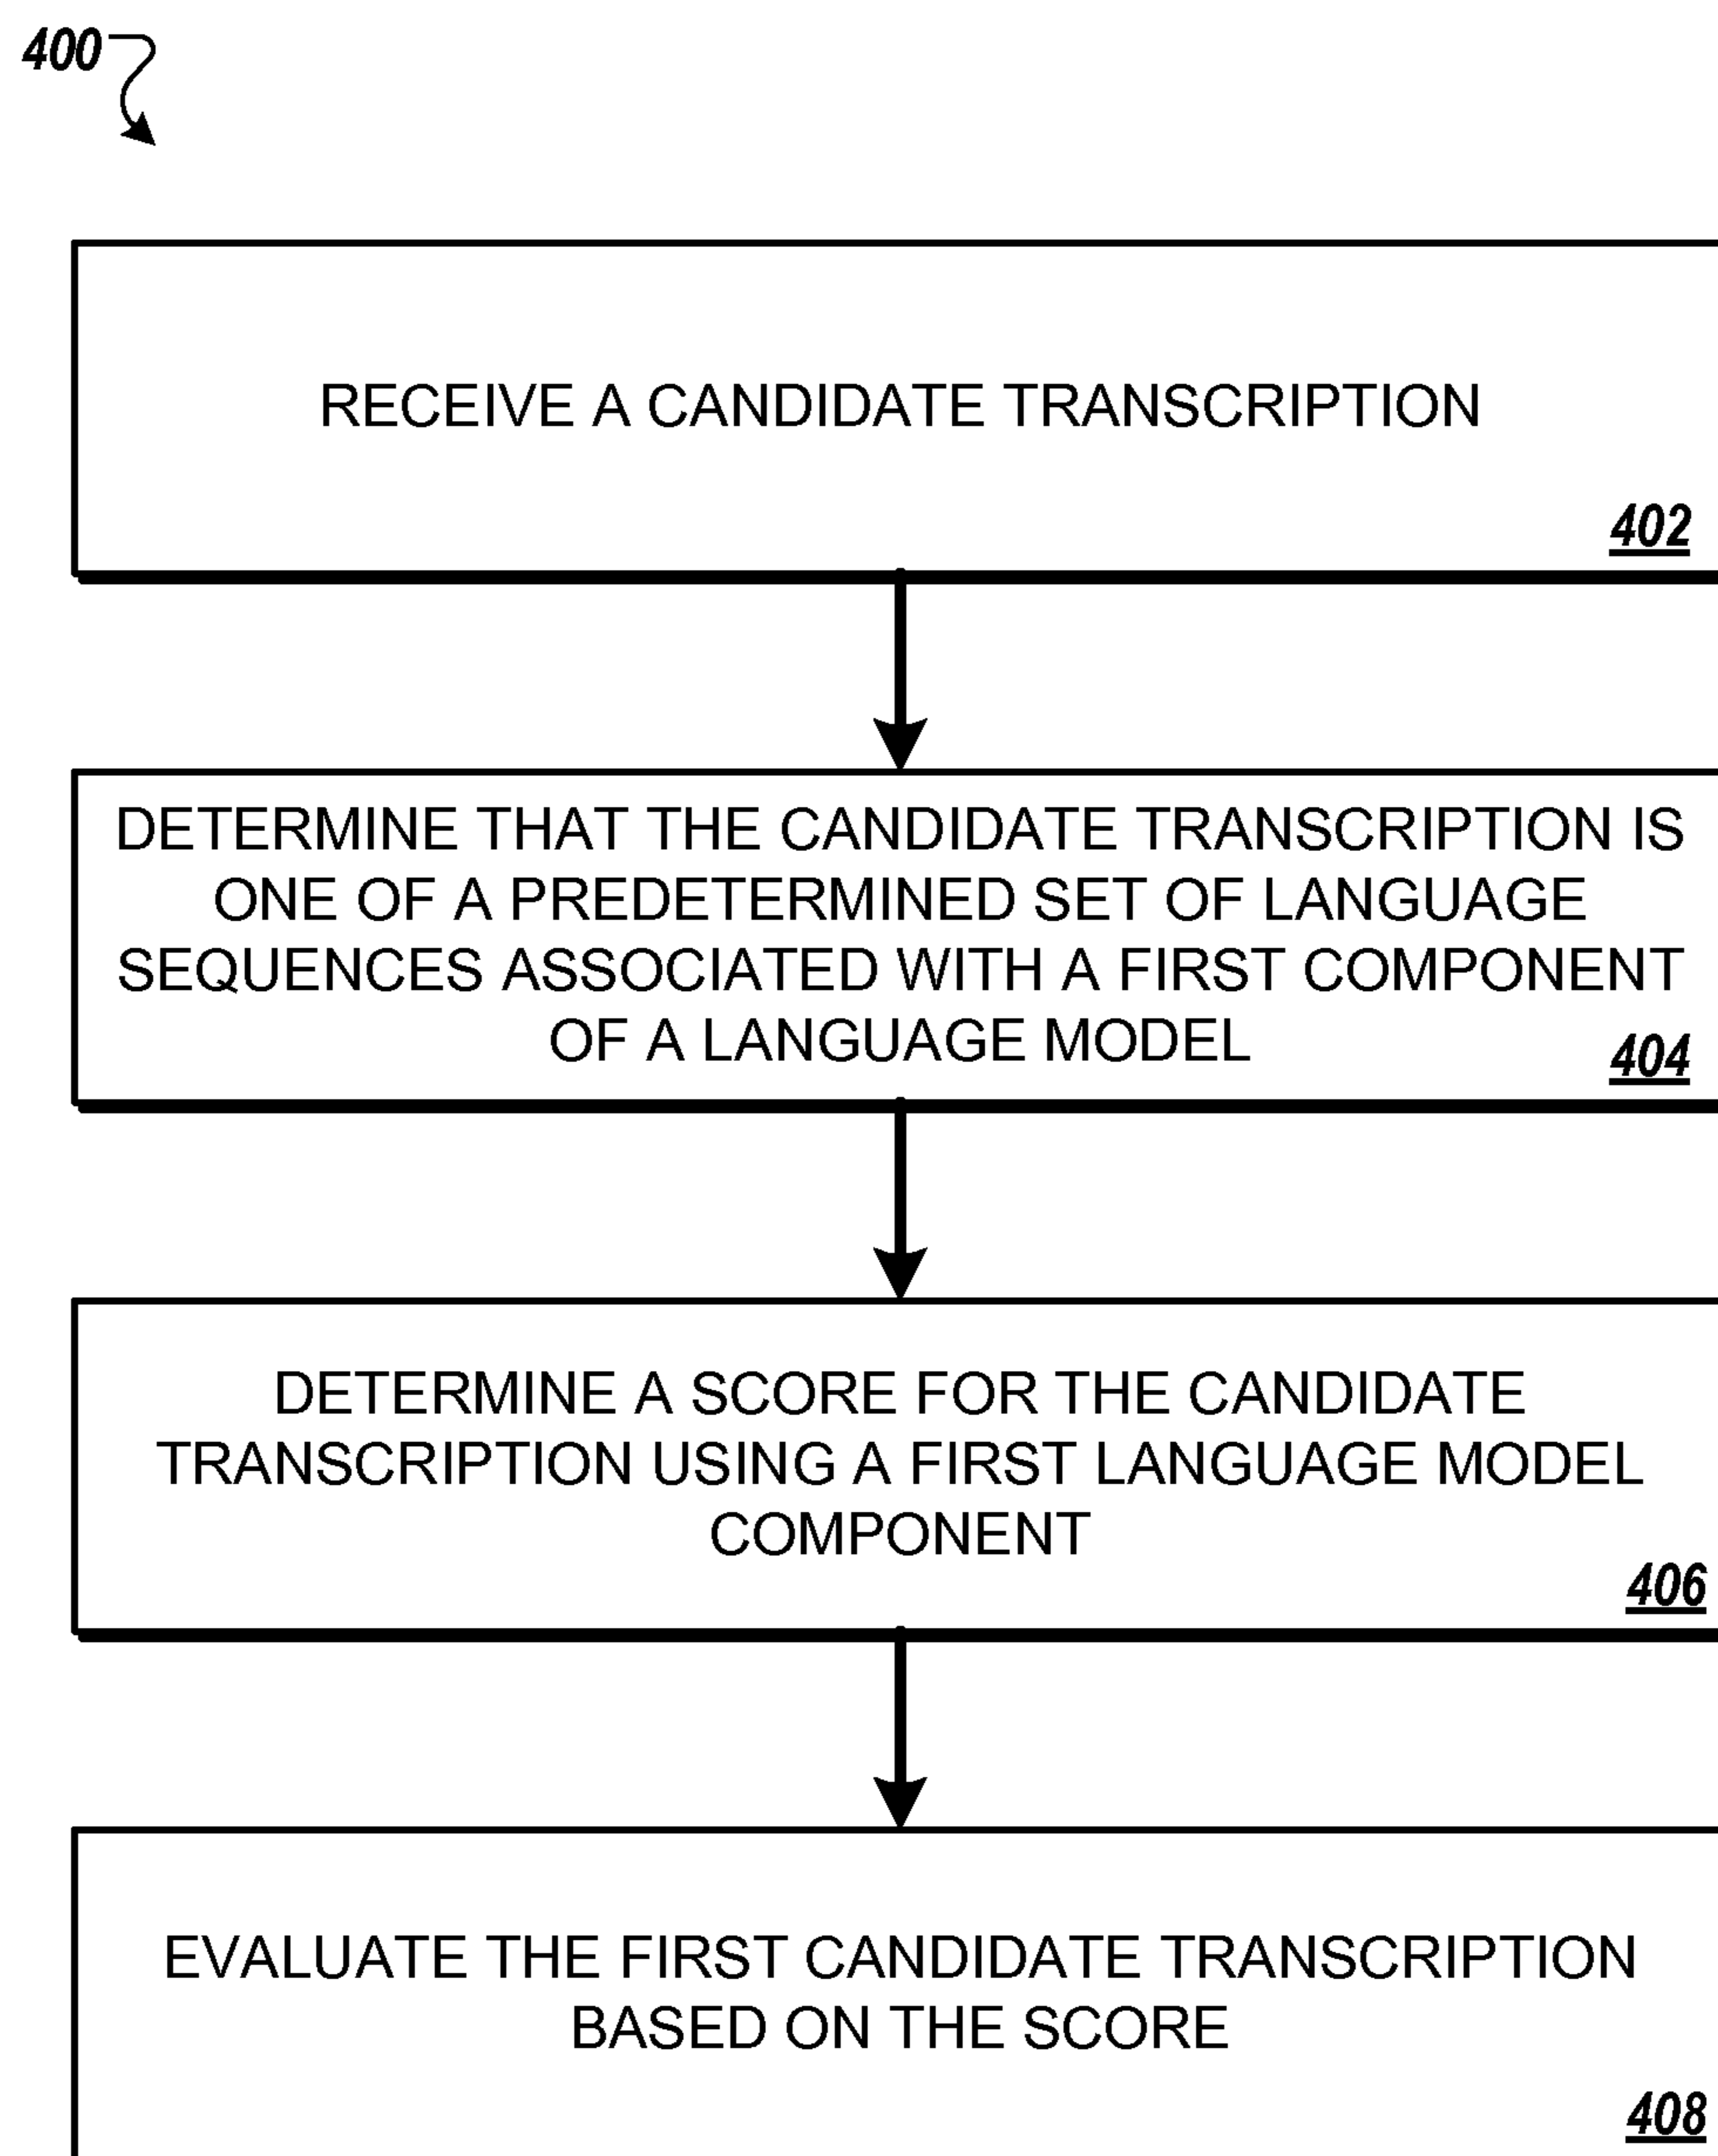 400
RECEIVE A CANDIDATE TRANSCRIPTION
402
DETERMINE THAT THE CANDIDATE TRANSCRIPTION IS
ONE OF A PREDETERMINED SET OF LANGUAGE
SEQUENCES ASSOCIATED WITH A FIRST COMPONENT
OF A LANGUAGE MODEL
404
DETERMINE A SCORE FOR THE CANDIDATE
TRANSCRIPTION USING A FIRST LANGUAGE MODEL
COMPONENT
406
EVALUATE THE FIRST CANDIDATE TRANSCRIPTION
BASED ON THE SCORE
408